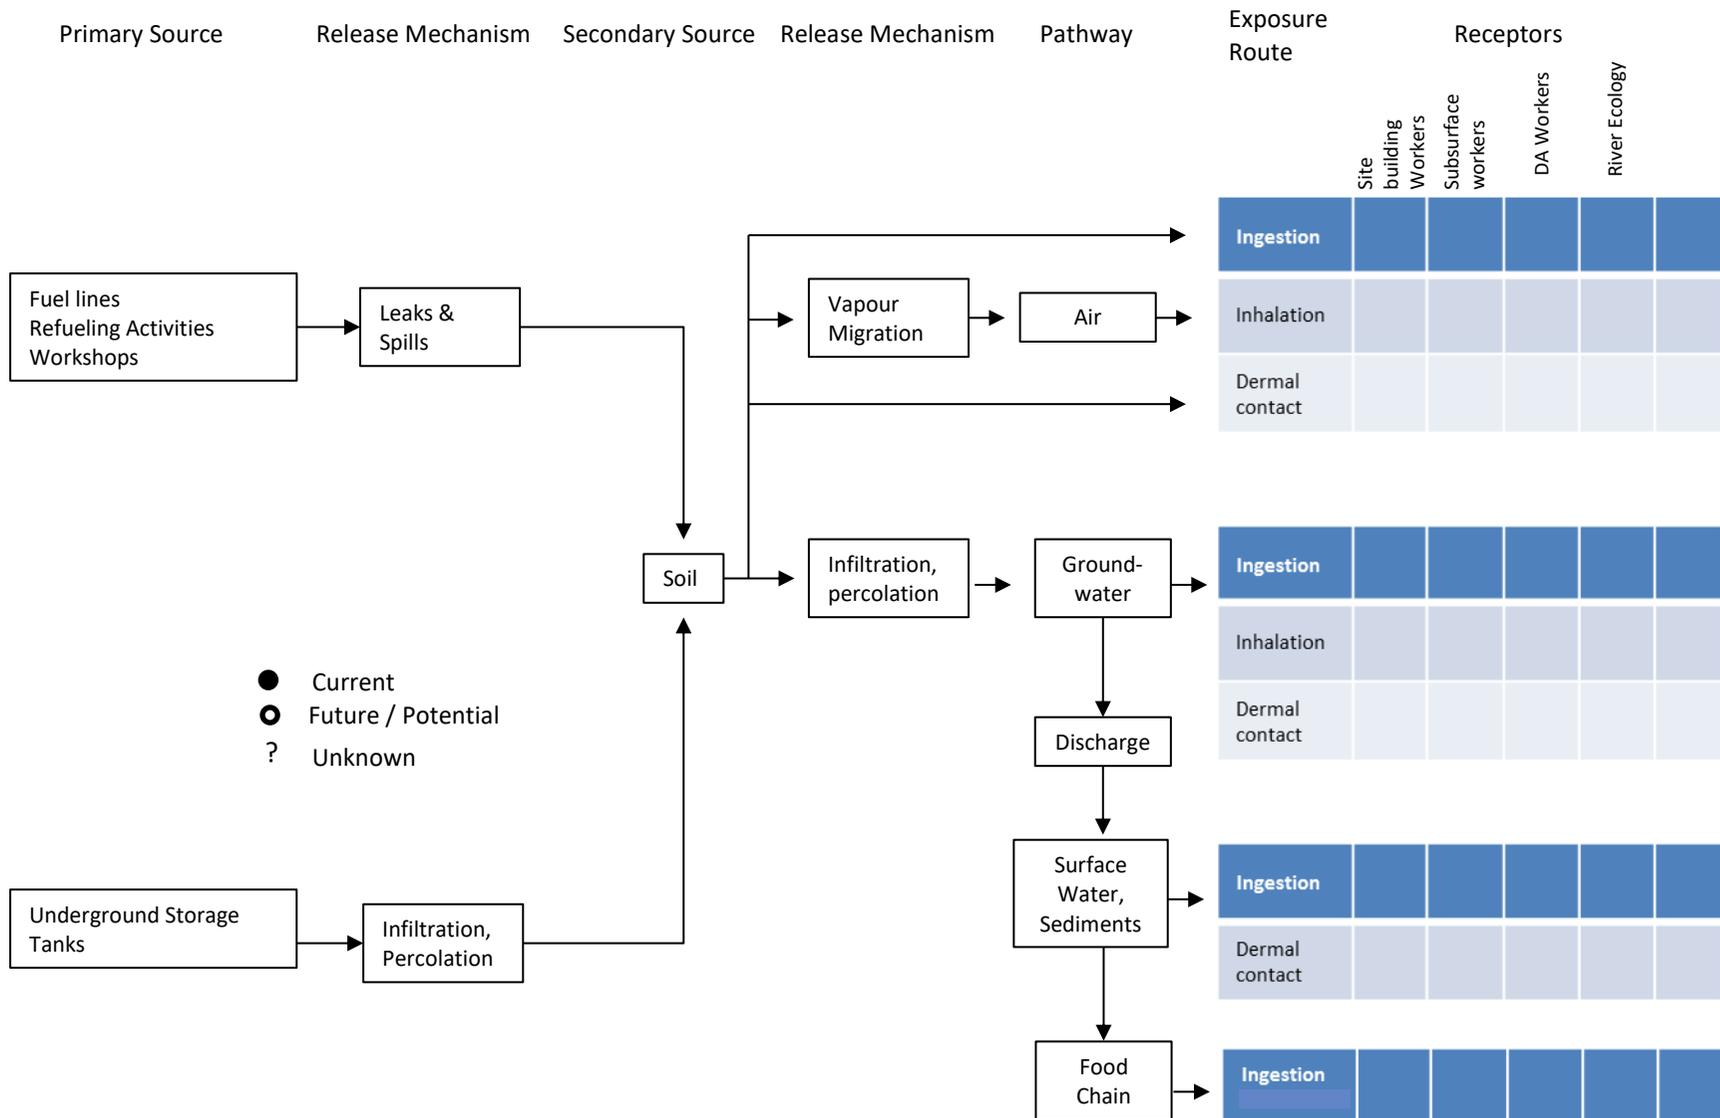 Primary Source
Release Mechanism
Secondary Source
Release Mechanism
Pathway
Exposure
Route
Receptors
Site
building
Workers
Subsurface
workers
DA Workers
River Ecology
Fuel lines
Refueling Activities
Workshops
Leaks &
Spills
Vapour
Migration
Air
Ingestion
Inhalation
Dermal
contact
Soil
Infiltration,
percolation
Ground-
water
Ingestion
Inhalation
Dermal
contact
Current
Future / Potential
? Unknown
Discharge
Underground Storage
Tanks
Infiltration,
Percolation
Surface
Water,
Sediments
Ingestion
Dermal
contact
Food
Chain
Ingestion